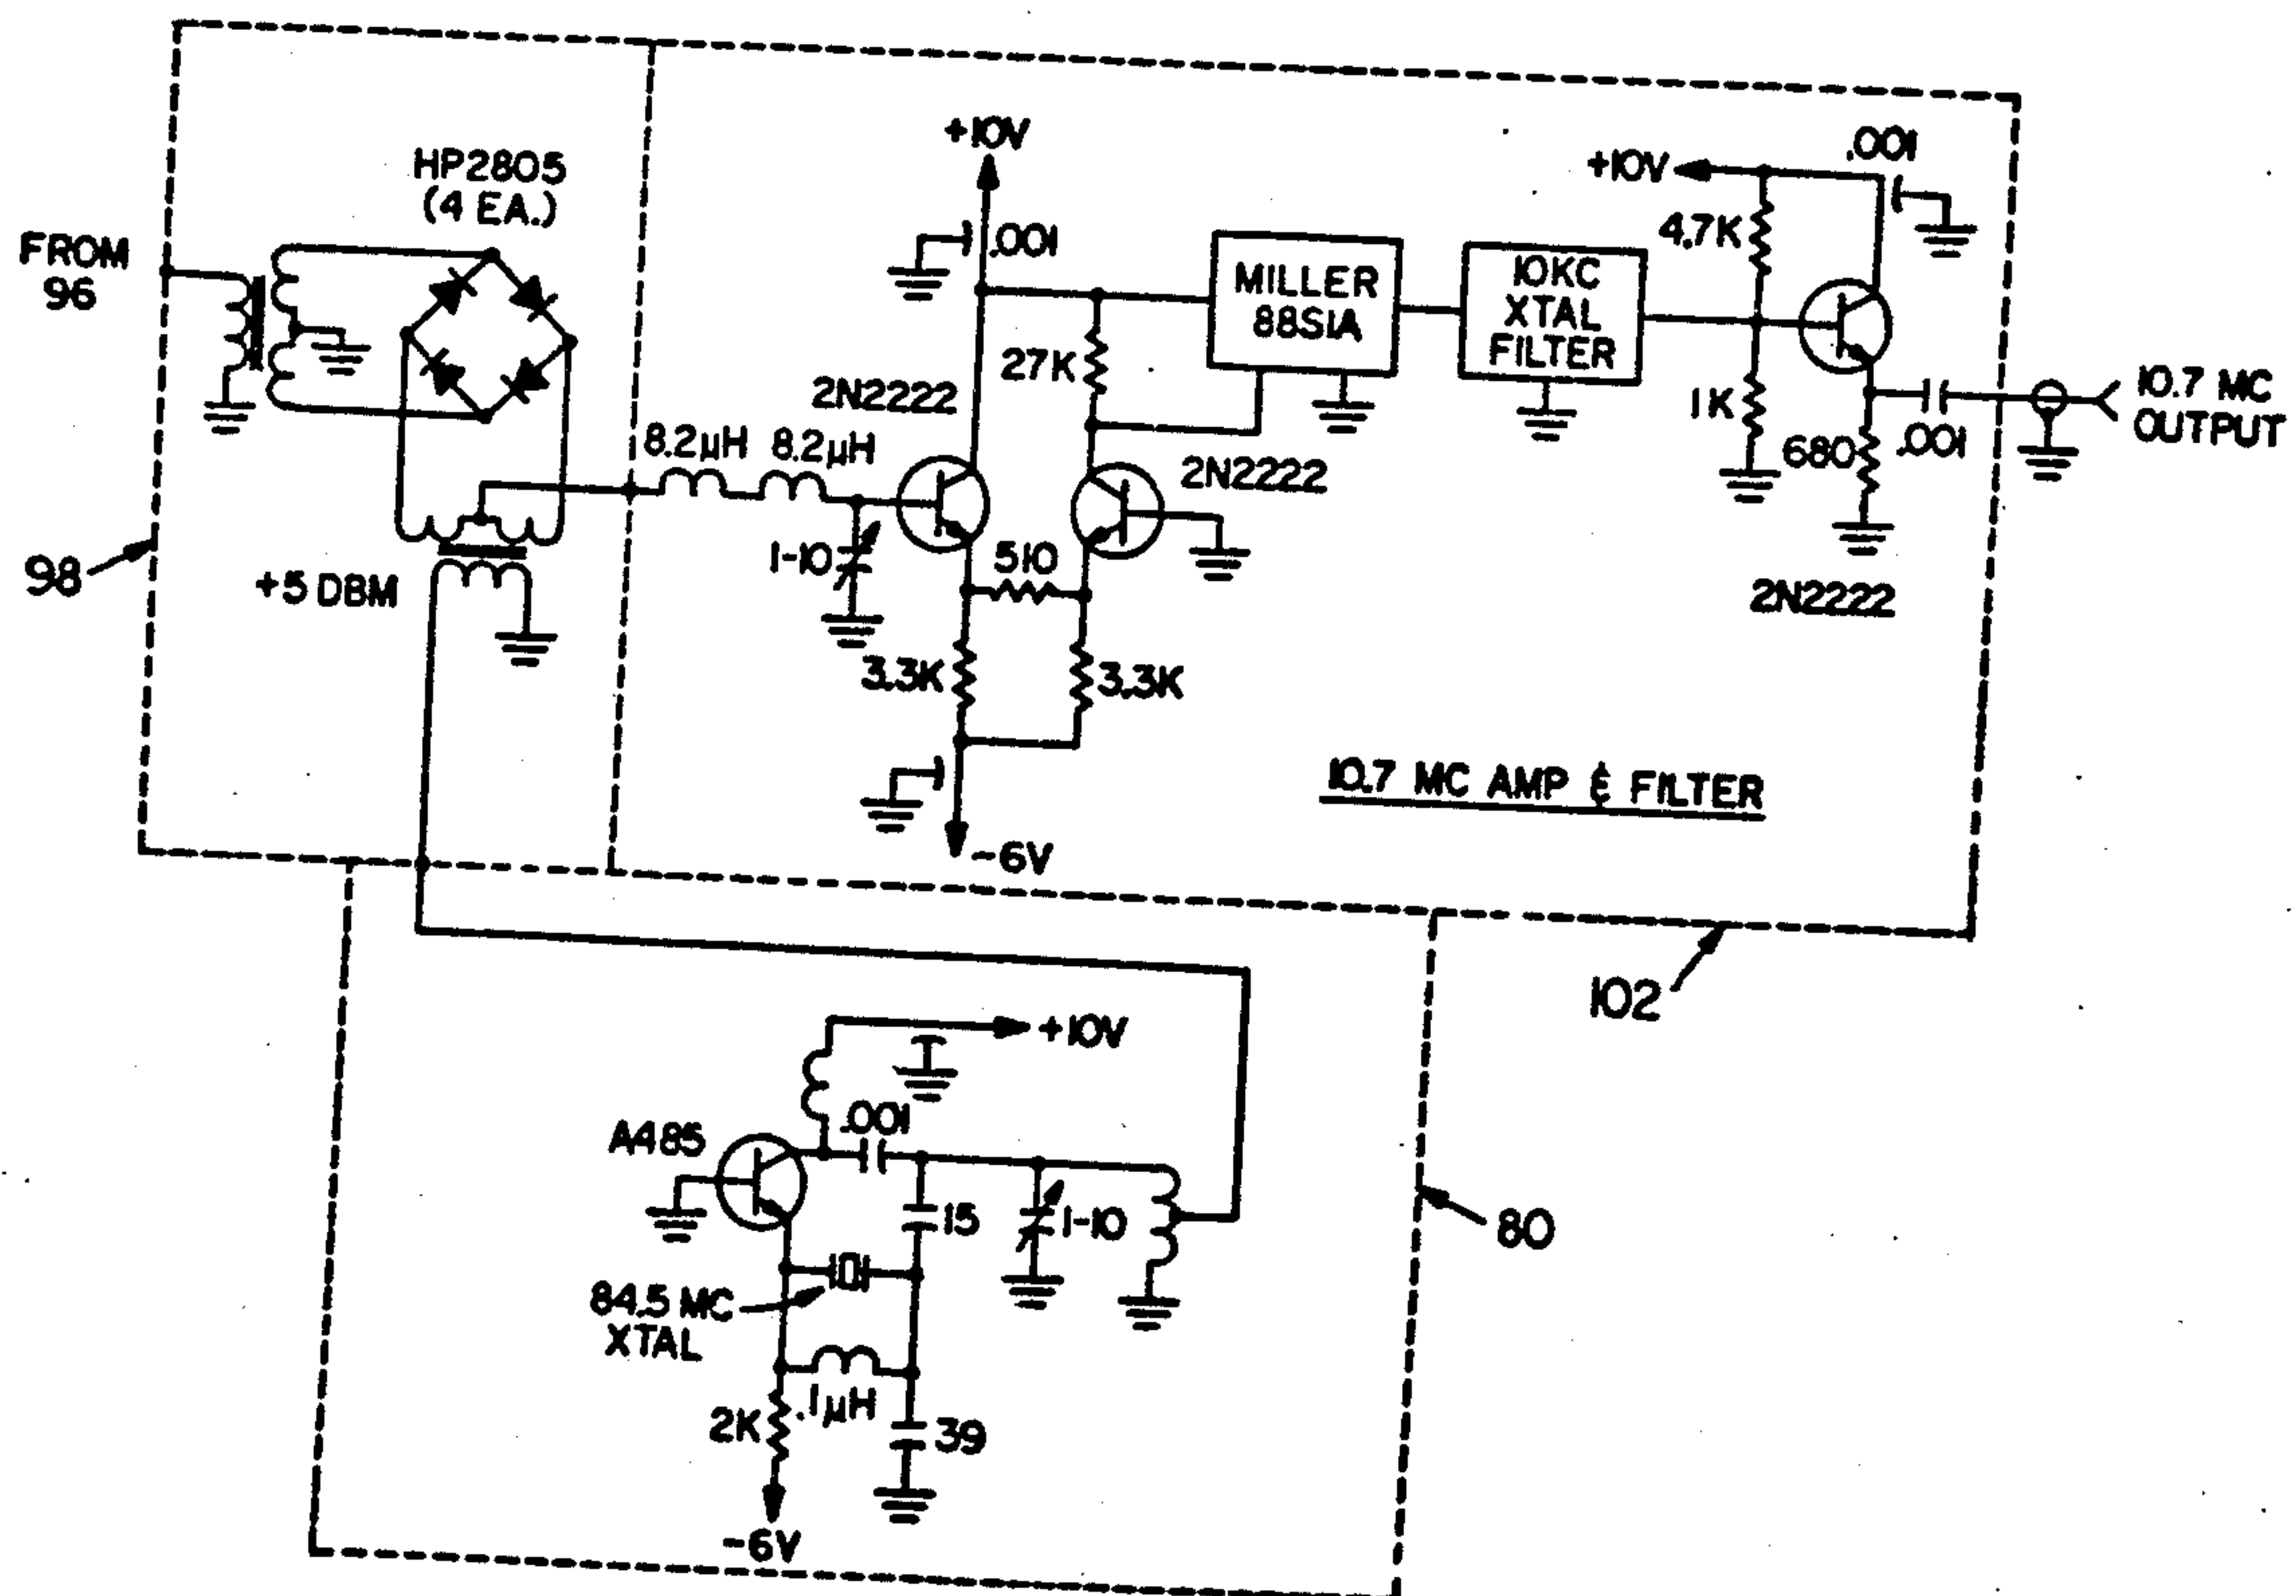 HP2805
(4 EA.)
FROM
96
98
+5 DBM
+10V
.001
8.2µH
8.2µH
2N2222
1-10
27K
510
2N2222
3.3K
3.3K
-6V
MILLER
88S1A
10KC
XTAL
FILTER
+10V
.001
4.7K
1K
680
.001
2N2222
10.7 MC
OUTPUT
10.7 MC AMP & FILTER
102
+10V
A485
.001
15
1-10
84.5 MC
XTAL
.1µH
2K
39
-6V
80